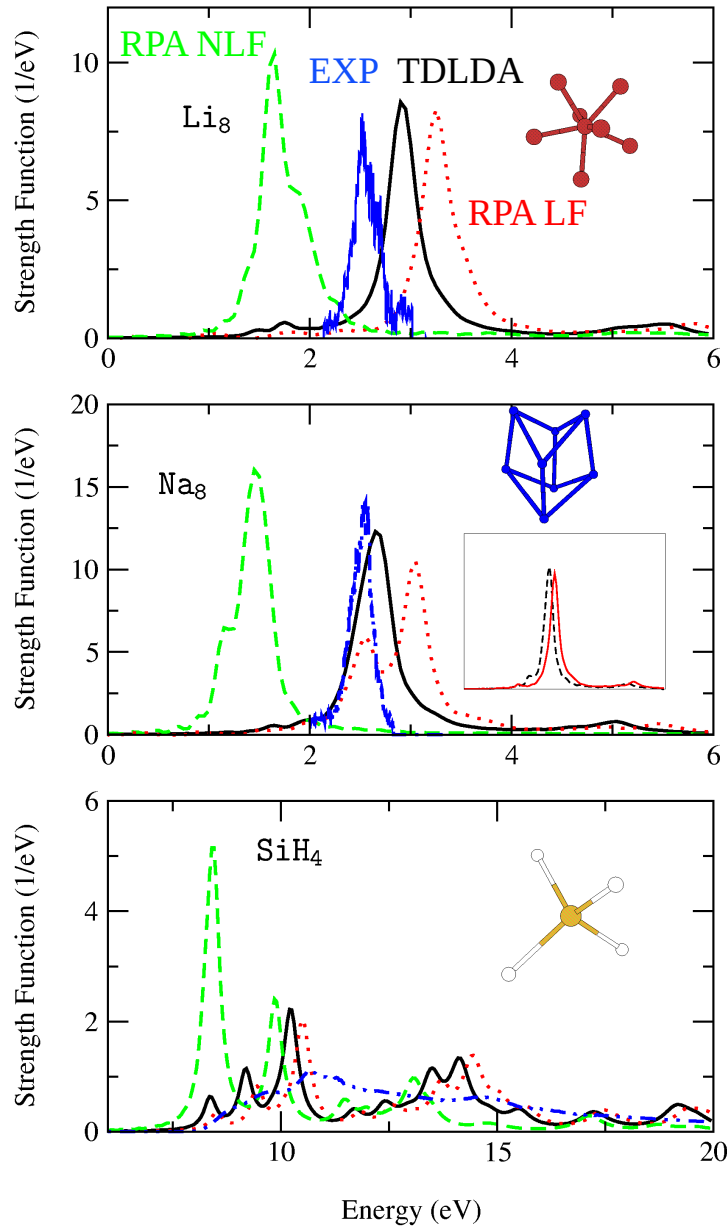 RPA NLF
EXP TDLDA
Li8
RPA LF
Strength Function (1/eV)
10
5
0
0 2 4 6
Na8
Strength Function (1/eV)
20
15
10
5
0
0 2 4 6
SiH4
Strength Function (1/eV)
6
4
2
0
10 15 20
Energy (eV)